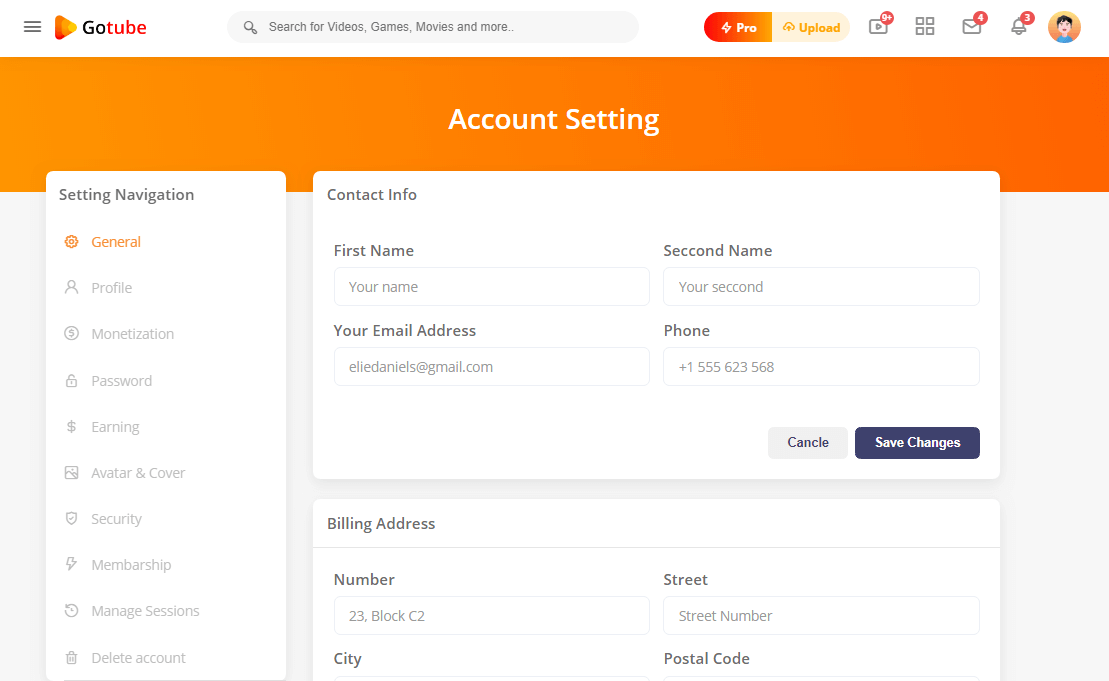 Gotube
Search for Videos, Games, Movies and more..
Pro
Upload
9+
4
3
Account Setting
Setting Navigation
General
Profile
Monetization
Password
Earning
Avatar & Cover
Security
Membarship
Manage Sessions
Delete account
Contact Info
First Name
Seccond Name
Your name
Your seccond
Your Email Address
Phone
eliedaniels@gmail.com
+1 555 623 568
Cancle
Save Changes
Billing Address
Number
Street
23, Block C2
Street Number
City
Postal Code